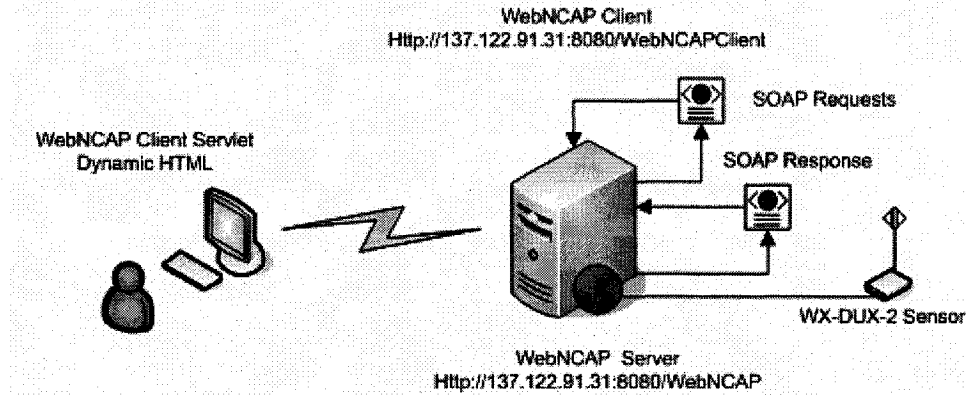 WebNCAP Client
Http://137.122.91.31:8080/WebNCAPClient
SOAP Requests
WebNCAP Client Servlet
Dynamic HTML
SOAP Response
WX-DUX-2 Sensor
WebNCAP Server
Http://137.122.91.31:8080/WebNCAP